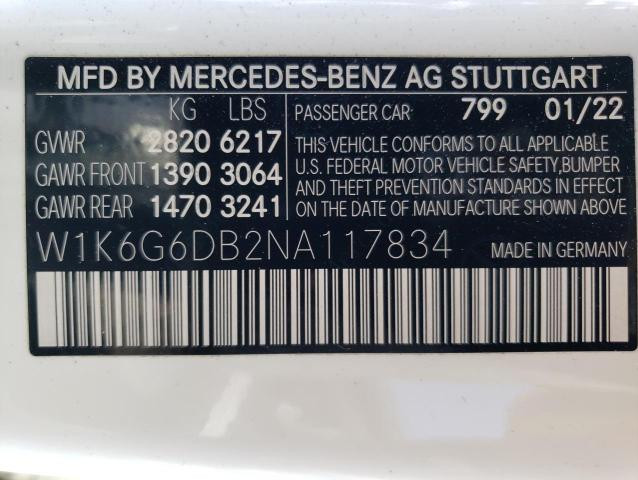 MFD BY MERCEDES-BENZ AG STUTTGART
KG LBS
GVWR 2820 6217
GAWR FRONT 1390 3064
GAWR REAR 1470 3241
PASSENGER CAR 799 01/22
THIS VEHICLE CONFORMS TO ALL APPLICABLE
U.S. FEDERAL MOTOR VEHICLE SAFETY,BUMPER
AND THEFT PREVENTION STANDARDS IN EFFECT
ON THE DATE OF MANUFACTURE SHOWN ABOVE
W1K6G6DB2NA117834
MADE IN GERMANY